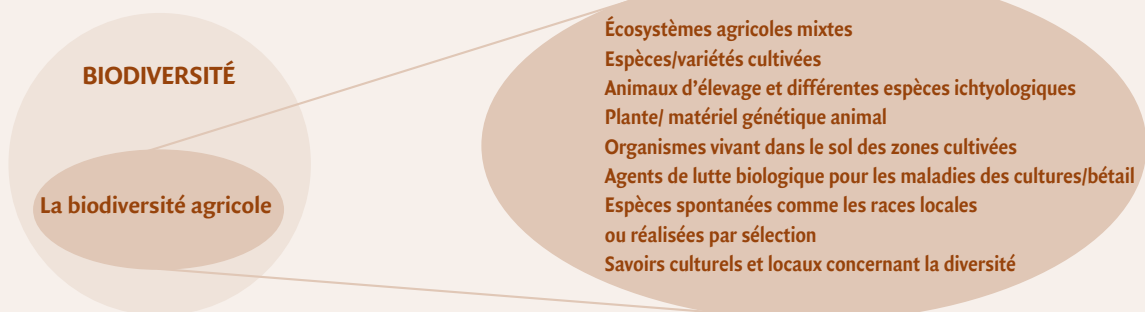 BIODIVERSITÉ
La biodiversité agricole
Écosystèmes agricoles mixtes
Espèces/variétés cultivées
Animaux d’élevage et différentes espèces ichtyologiques
Plante/ matériel génétique animal
Organismes vivant dans le sol des zones cultivées
Agents de lutte biologique pour les maladies des cultures/bétail
Espèces spontanées comme les races locales
ou réalisées par sélection
Savoirs culturels et locaux concernant la diversité